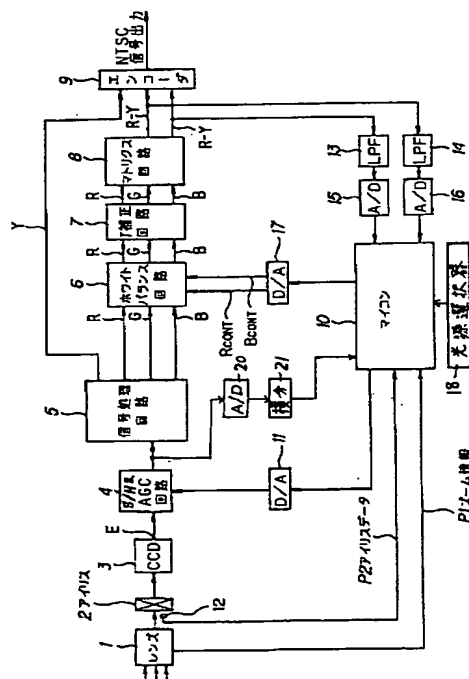 1
レンズ
2アイリス
12
3
CCD
E
4
S/H&
AGC
回路
5
信号処理
回路
Y
R
G
B
6
ホワイト
バランス
回路
R
G
B
7
γ補正
回路
R
G
B
8
マトリクス
回路
R-Y
R-Y
9
エンコーダ
NTSC
信号出力
Rcont
Bcont
17
D/A
A/D
20
積分
21
11
D/A
10
マイコン
13
LPF
14
LPF
15
A/D
16
A/D
18
光源選択器
P2アイリスデータ
P1ズーム情報